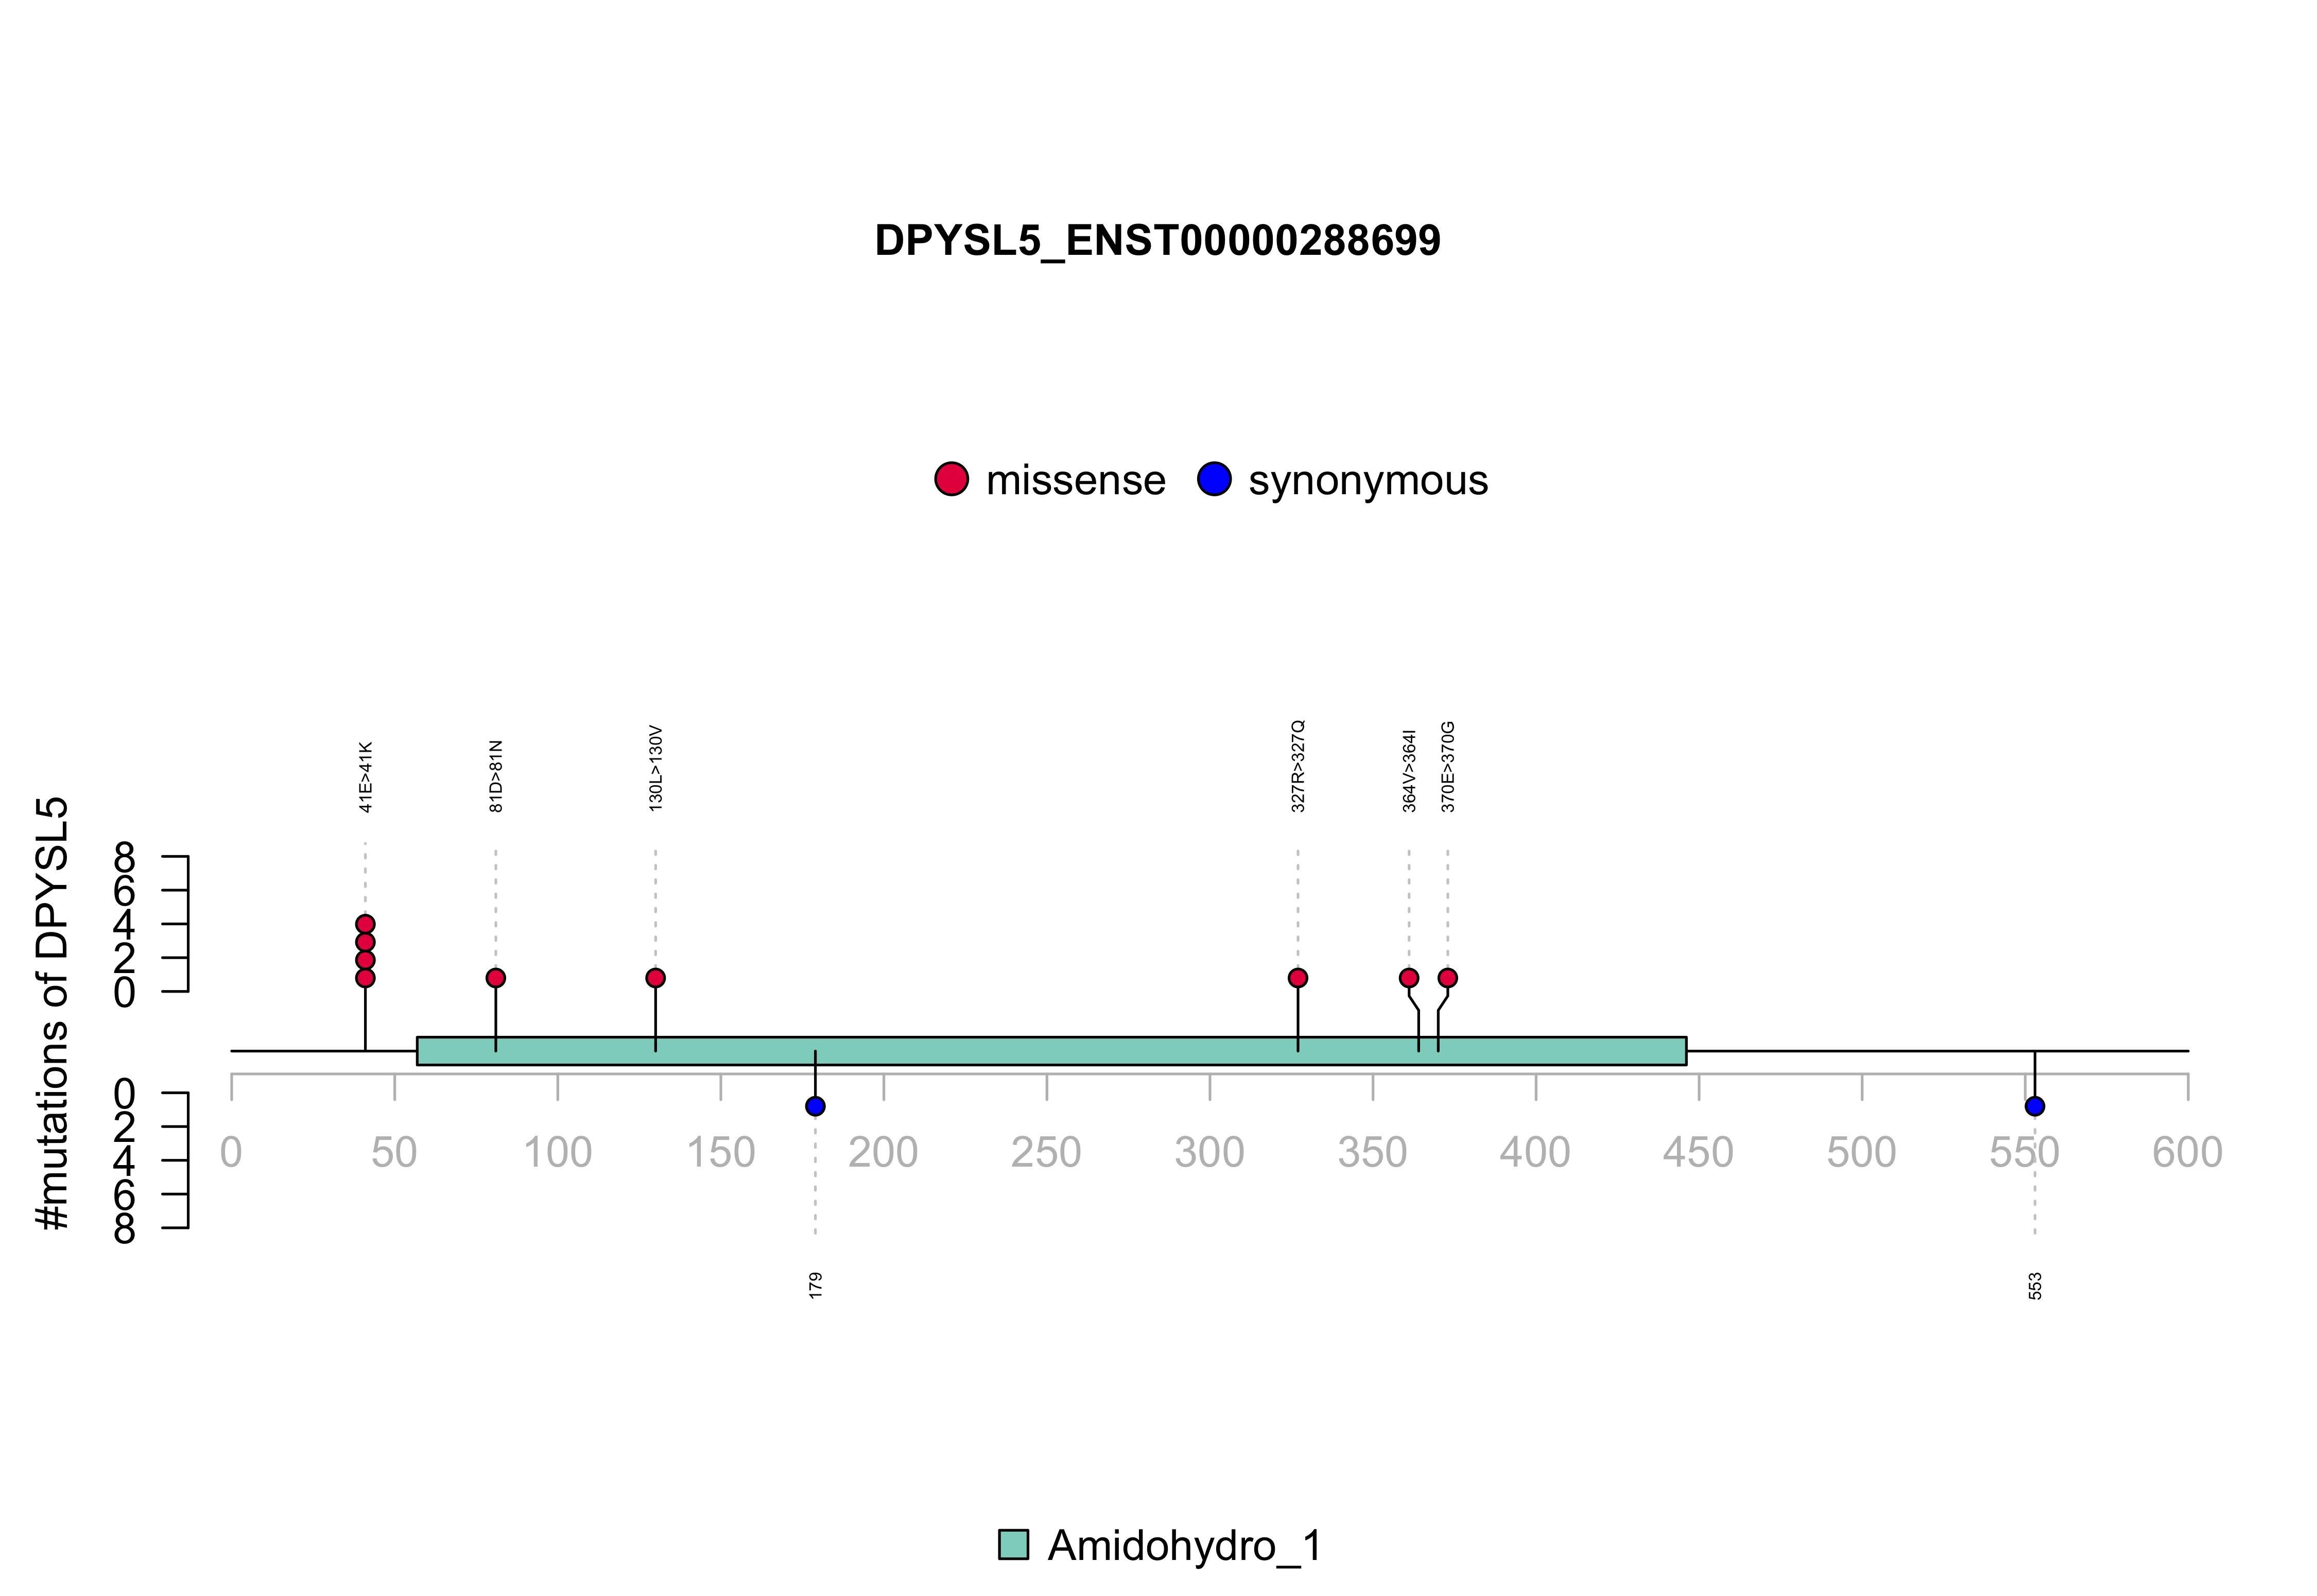 DPYSL5_ENST00000288699
missense
synonymous
41E>41K
81D>81N
130L>130V
327R>327Q
364V>364I
370E>370G
#mutations of DPYSL5
8
6
4
2
0
0
2
4
6
8
0 50 100 150 200 250 300 350 400 450 500 550 600
179
553
Amidohydro_1